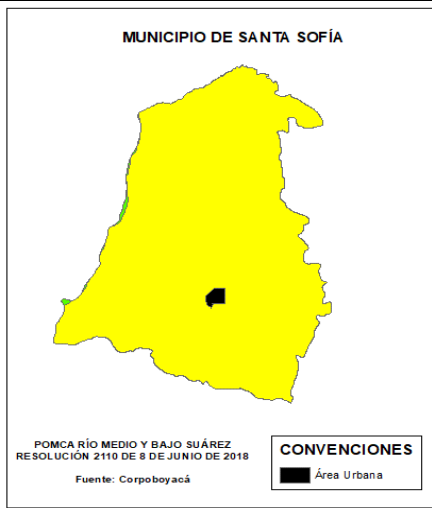 MUNICIPIO DE SANTA SOFÍA
POMCA RÍO MEDIO Y BAJO SUÁREZ
RESOLUCIÓN 2110 DE 8 DE JUNIO DE 2018
Fuente: Corpoboyacá
CONVENCIONES
Área Urbana